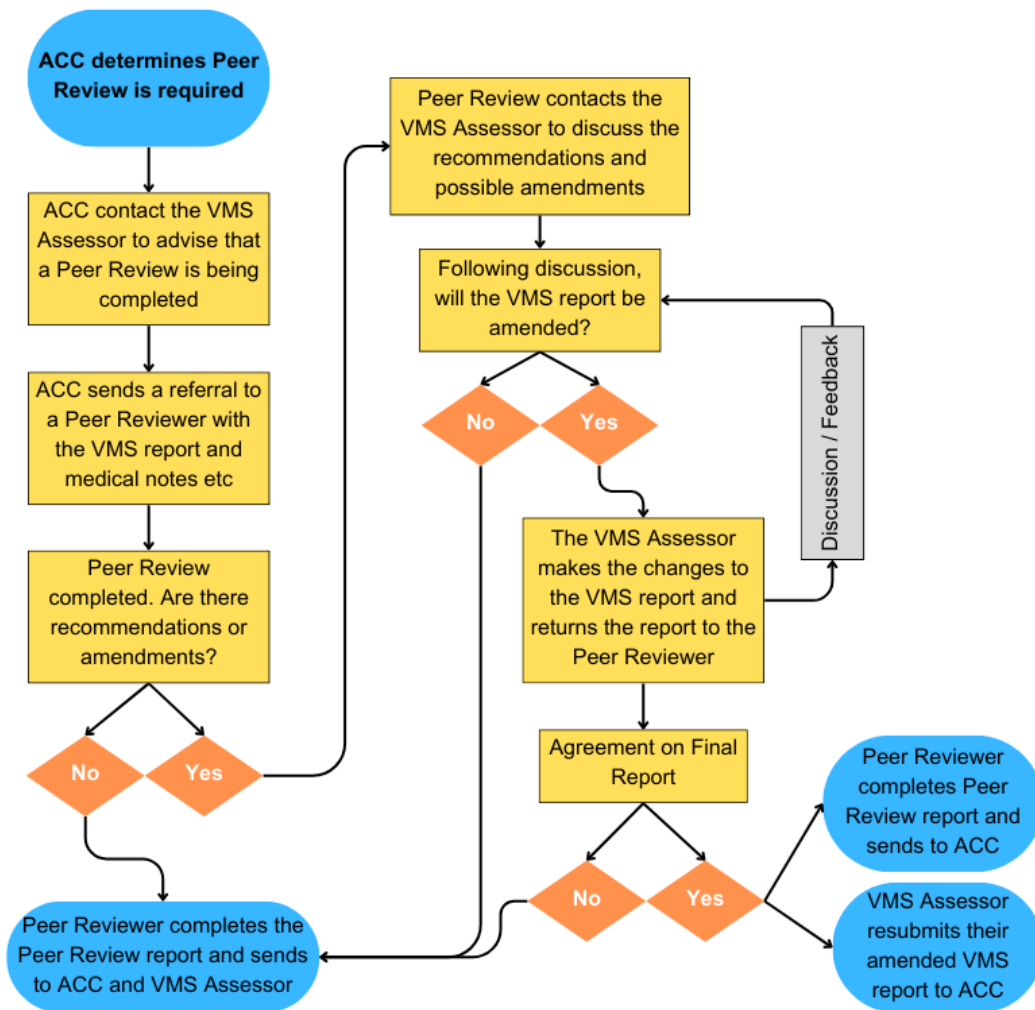 ACC determines Peer
Review is required
ACC contact the VMS
Assessor to advise that
a Peer Review is being
completed
ACC sends a referral to
a Peer Reviewer with
the VMS report and
medical notes etc
Peer Review
completed. Are there
recommendations or
amendments?
No
Yes
Peer Reviewer completes the
Peer Review report and sends
to ACC and VMS Assessor
Peer Review contacts the
VMS Assessor to discuss the
recommendations and
possible amendments
Following discussion,
will the VMS report be
amended?
No
Yes
Discussion / Feedback
The VMS Assessor
makes the changes to
the VMS report and
returns the report to the
Peer Reviewer
Agreement on Final
Report
No
Yes
Peer Reviewer
completes Peer
Review report and
sends to ACC
VMS Assessor
resubmits their
amended VMS
report to ACC